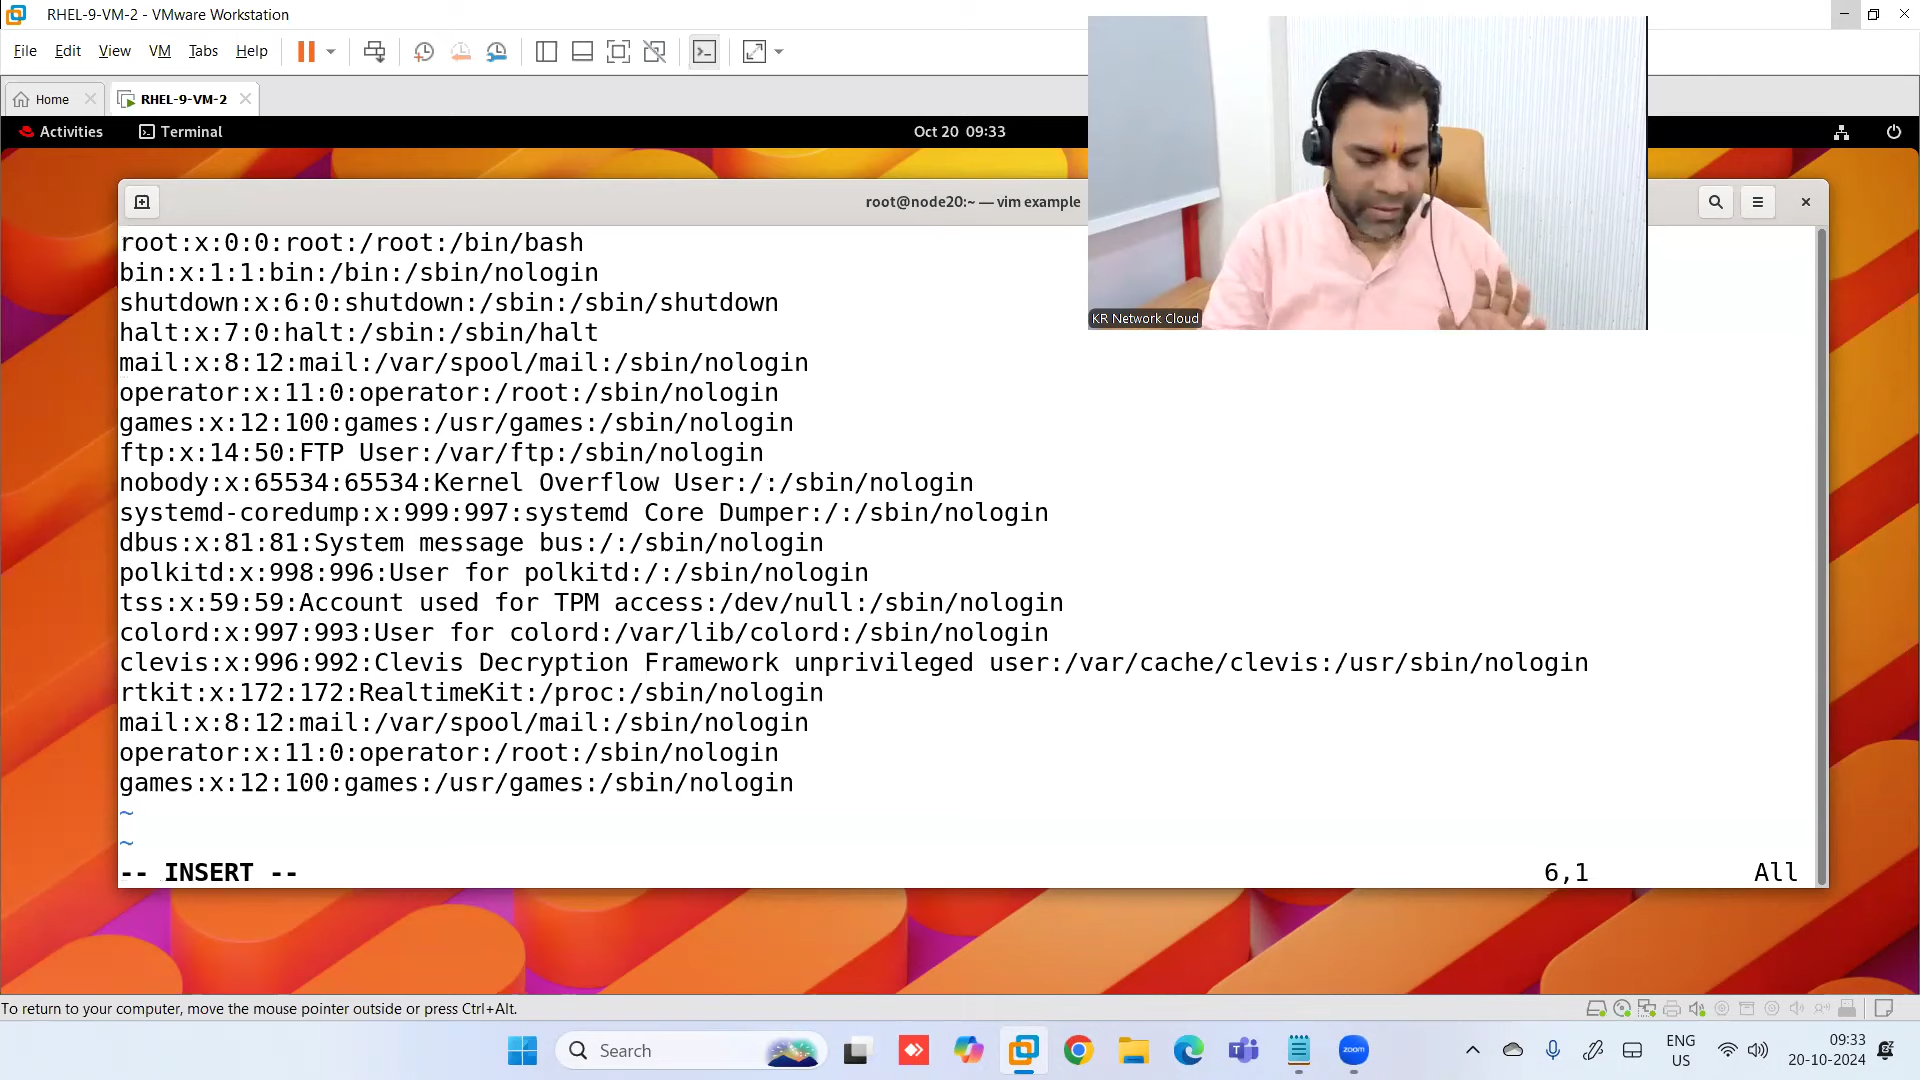 RHEL-9-VM-2 - VMware Workstation
File Edit View VM Tabs Help
Home RHEL-9-VM-2
Activities Terminal Oct 20 09:33
root@node20:~ — vim example
root:x:0:0:root:/root:/bin/bash
bin:x:1:1:bin:/bin:/sbin/nologin
shutdown:x:6:0:shutdown:/sbin:/sbin/shutdown
halt:x:7:0:halt:/sbin:/sbin/halt
mail:x:8:12:mail:/var/spool/mail:/sbin/nologin
operator:x:11:0:operator:/root:/sbin/nologin
games:x:12:100:games:/usr/games:/sbin/nologin
ftp:x:14:50:FTP User:/var/ftp:/sbin/nologin
nobody:x:65534:65534:Kernel Overflow User:/:/sbin/nologin
systemd-coredump:x:999:997:systemd Core Dumper:/:/sbin/nologin
dbus:x:81:81:System message bus:/:/sbin/nologin
polkitd:x:998:996:User for polkitd:/:/sbin/nologin
tss:x:59:59:Account used for TPM access:/dev/null:/sbin/nologin
colord:x:997:993:User for colord:/var/lib/colord:/sbin/nologin
clevis:x:996:992:Clevis Decryption Framework unprivileged user:/var/cache/clevis:/usr/sbin/nologin
rtkit:x:172:172:RealtimeKit:/proc:/sbin/nologin
mail:x:8:12:mail:/var/spool/mail:/sbin/nologin
operator:x:11:0:operator:/root:/sbin/nologin
games:x:12:100:games:/usr/games:/sbin/nologin
~
~
-- INSERT -- 6,1 All
KR Network Cloud
To return to your computer, move the mouse pointer outside or press Ctrl+Alt.
Search
zoom
ENG
US
09:33
20-10-2024